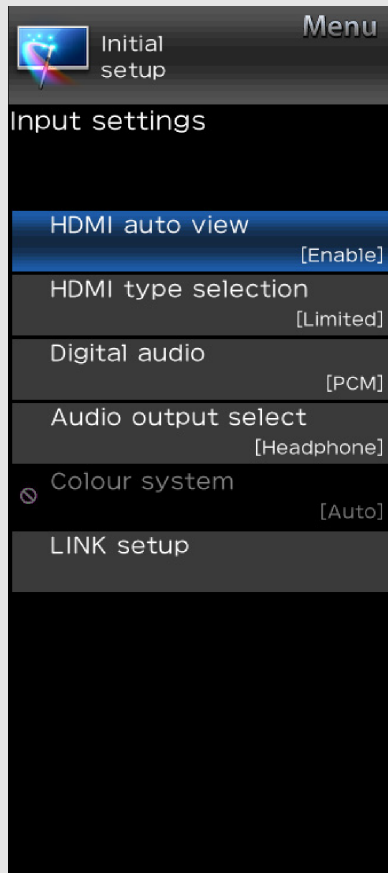 Menu
Initial
setup
Input settings
HDMI auto view
[Enable]
HDMI type selection
[Limited]
Digital audio
[PCM]
Audio output select
[Headphone]
Colour system
[Auto]
LINK setup